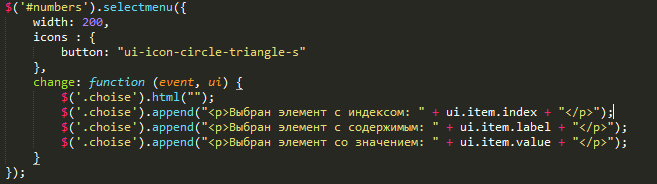 $('#numbers').selectmenu({
    width: 200,
    icons : {
        button: "ui-icon-circle-triangle-s"
    },
    change: function (event, ui) {
        $('.choise').html("");
        $('.choise').append("<p>Выбран элемент с индексом: " + ui.item.index + "</p>");
        $('.choise').append("<p>Выбран элемент с содержимым: " + ui.item.label + "</p>");
        $('.choise').append("<p>Выбран элемент со значением: " + ui.item.value + "</p>");
    }
});